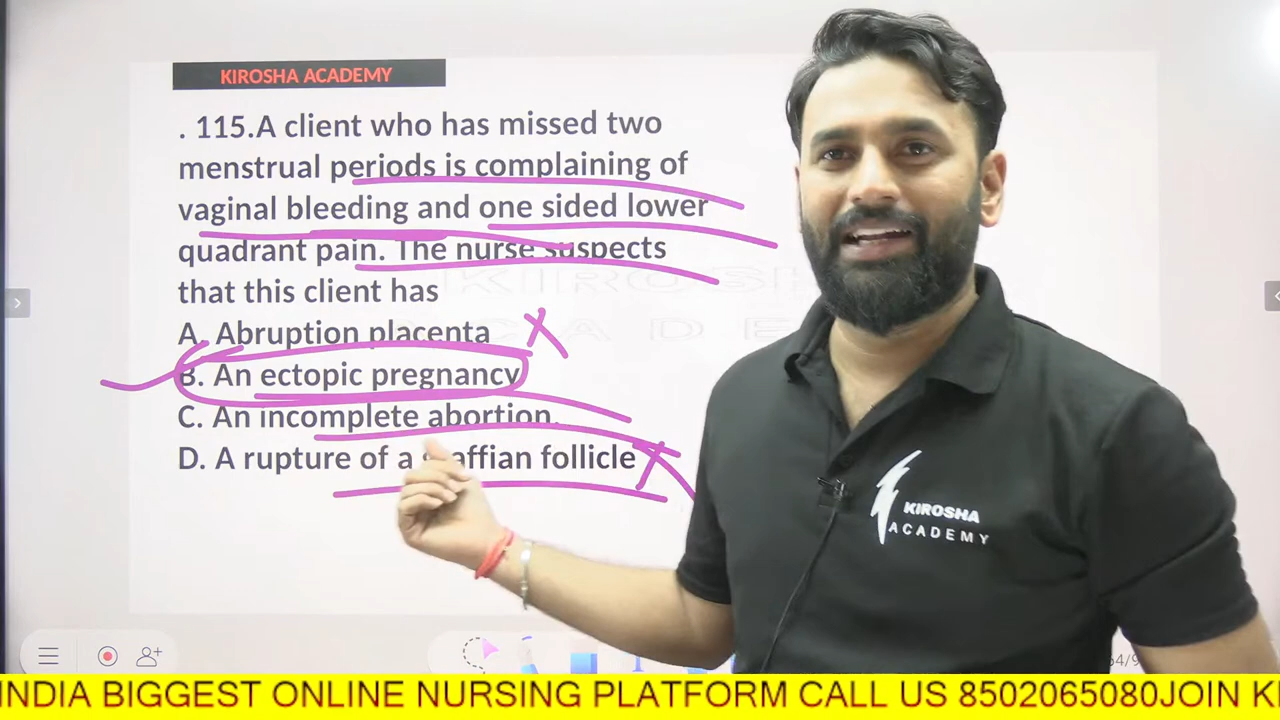 KIROSHA ACADEMY
. 115.A client who has missed two
menstrual periods is complaining of
vaginal bleeding and one sided lower
quadrant pain. The nurse suspects
that this client has
A. Abruption placenta
B. An ectopic pregnancy
C. An incomplete abortion.
D. A rupture of a follicle
KIROSHA
ACADEMY
INDIA BIGGEST ONLINE NURSING PLATFORM CALL US 8502065080JOIN